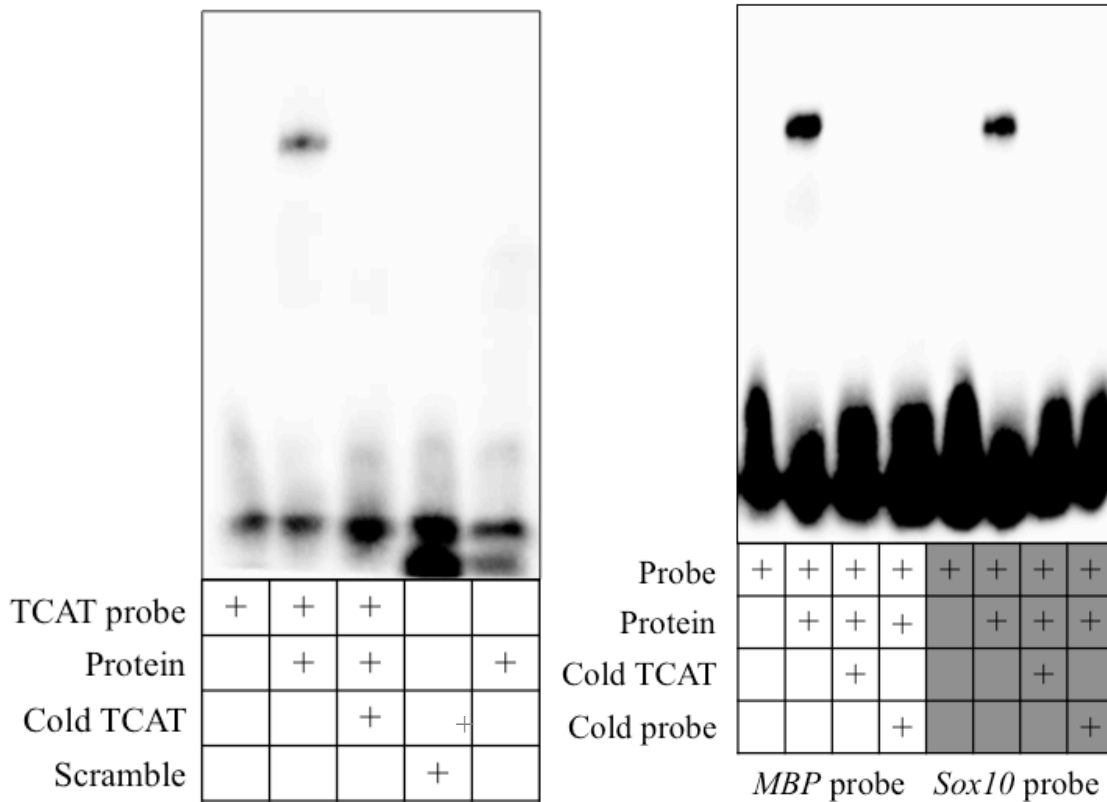 TCAT probe + + +
Protein + + +
Cold TCAT + +
Scramble +
Probe + + + + + + + +
Protein + + + + + +
Cold TCAT + +
Cold probe + +
MBP probe Sox10 probe